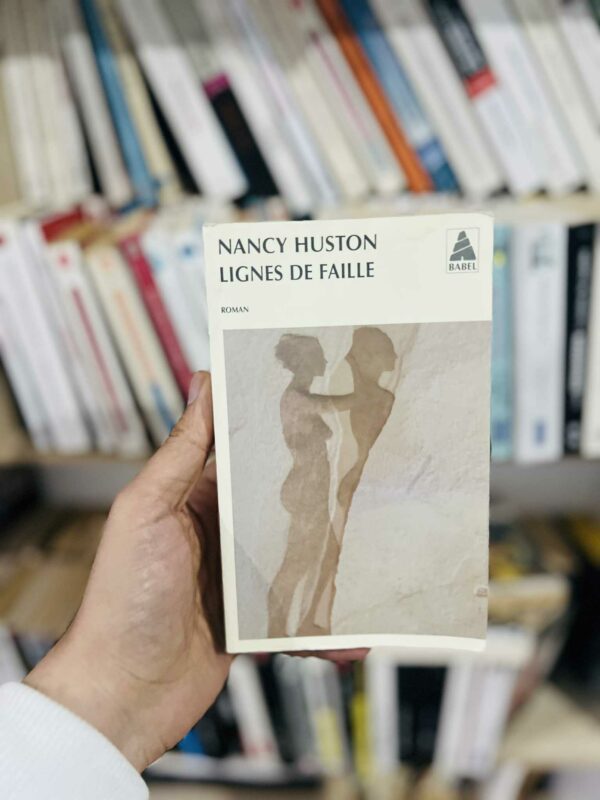 NANCY HUSTON
LIGNES DE FAILLE
BABEL
ROMAN